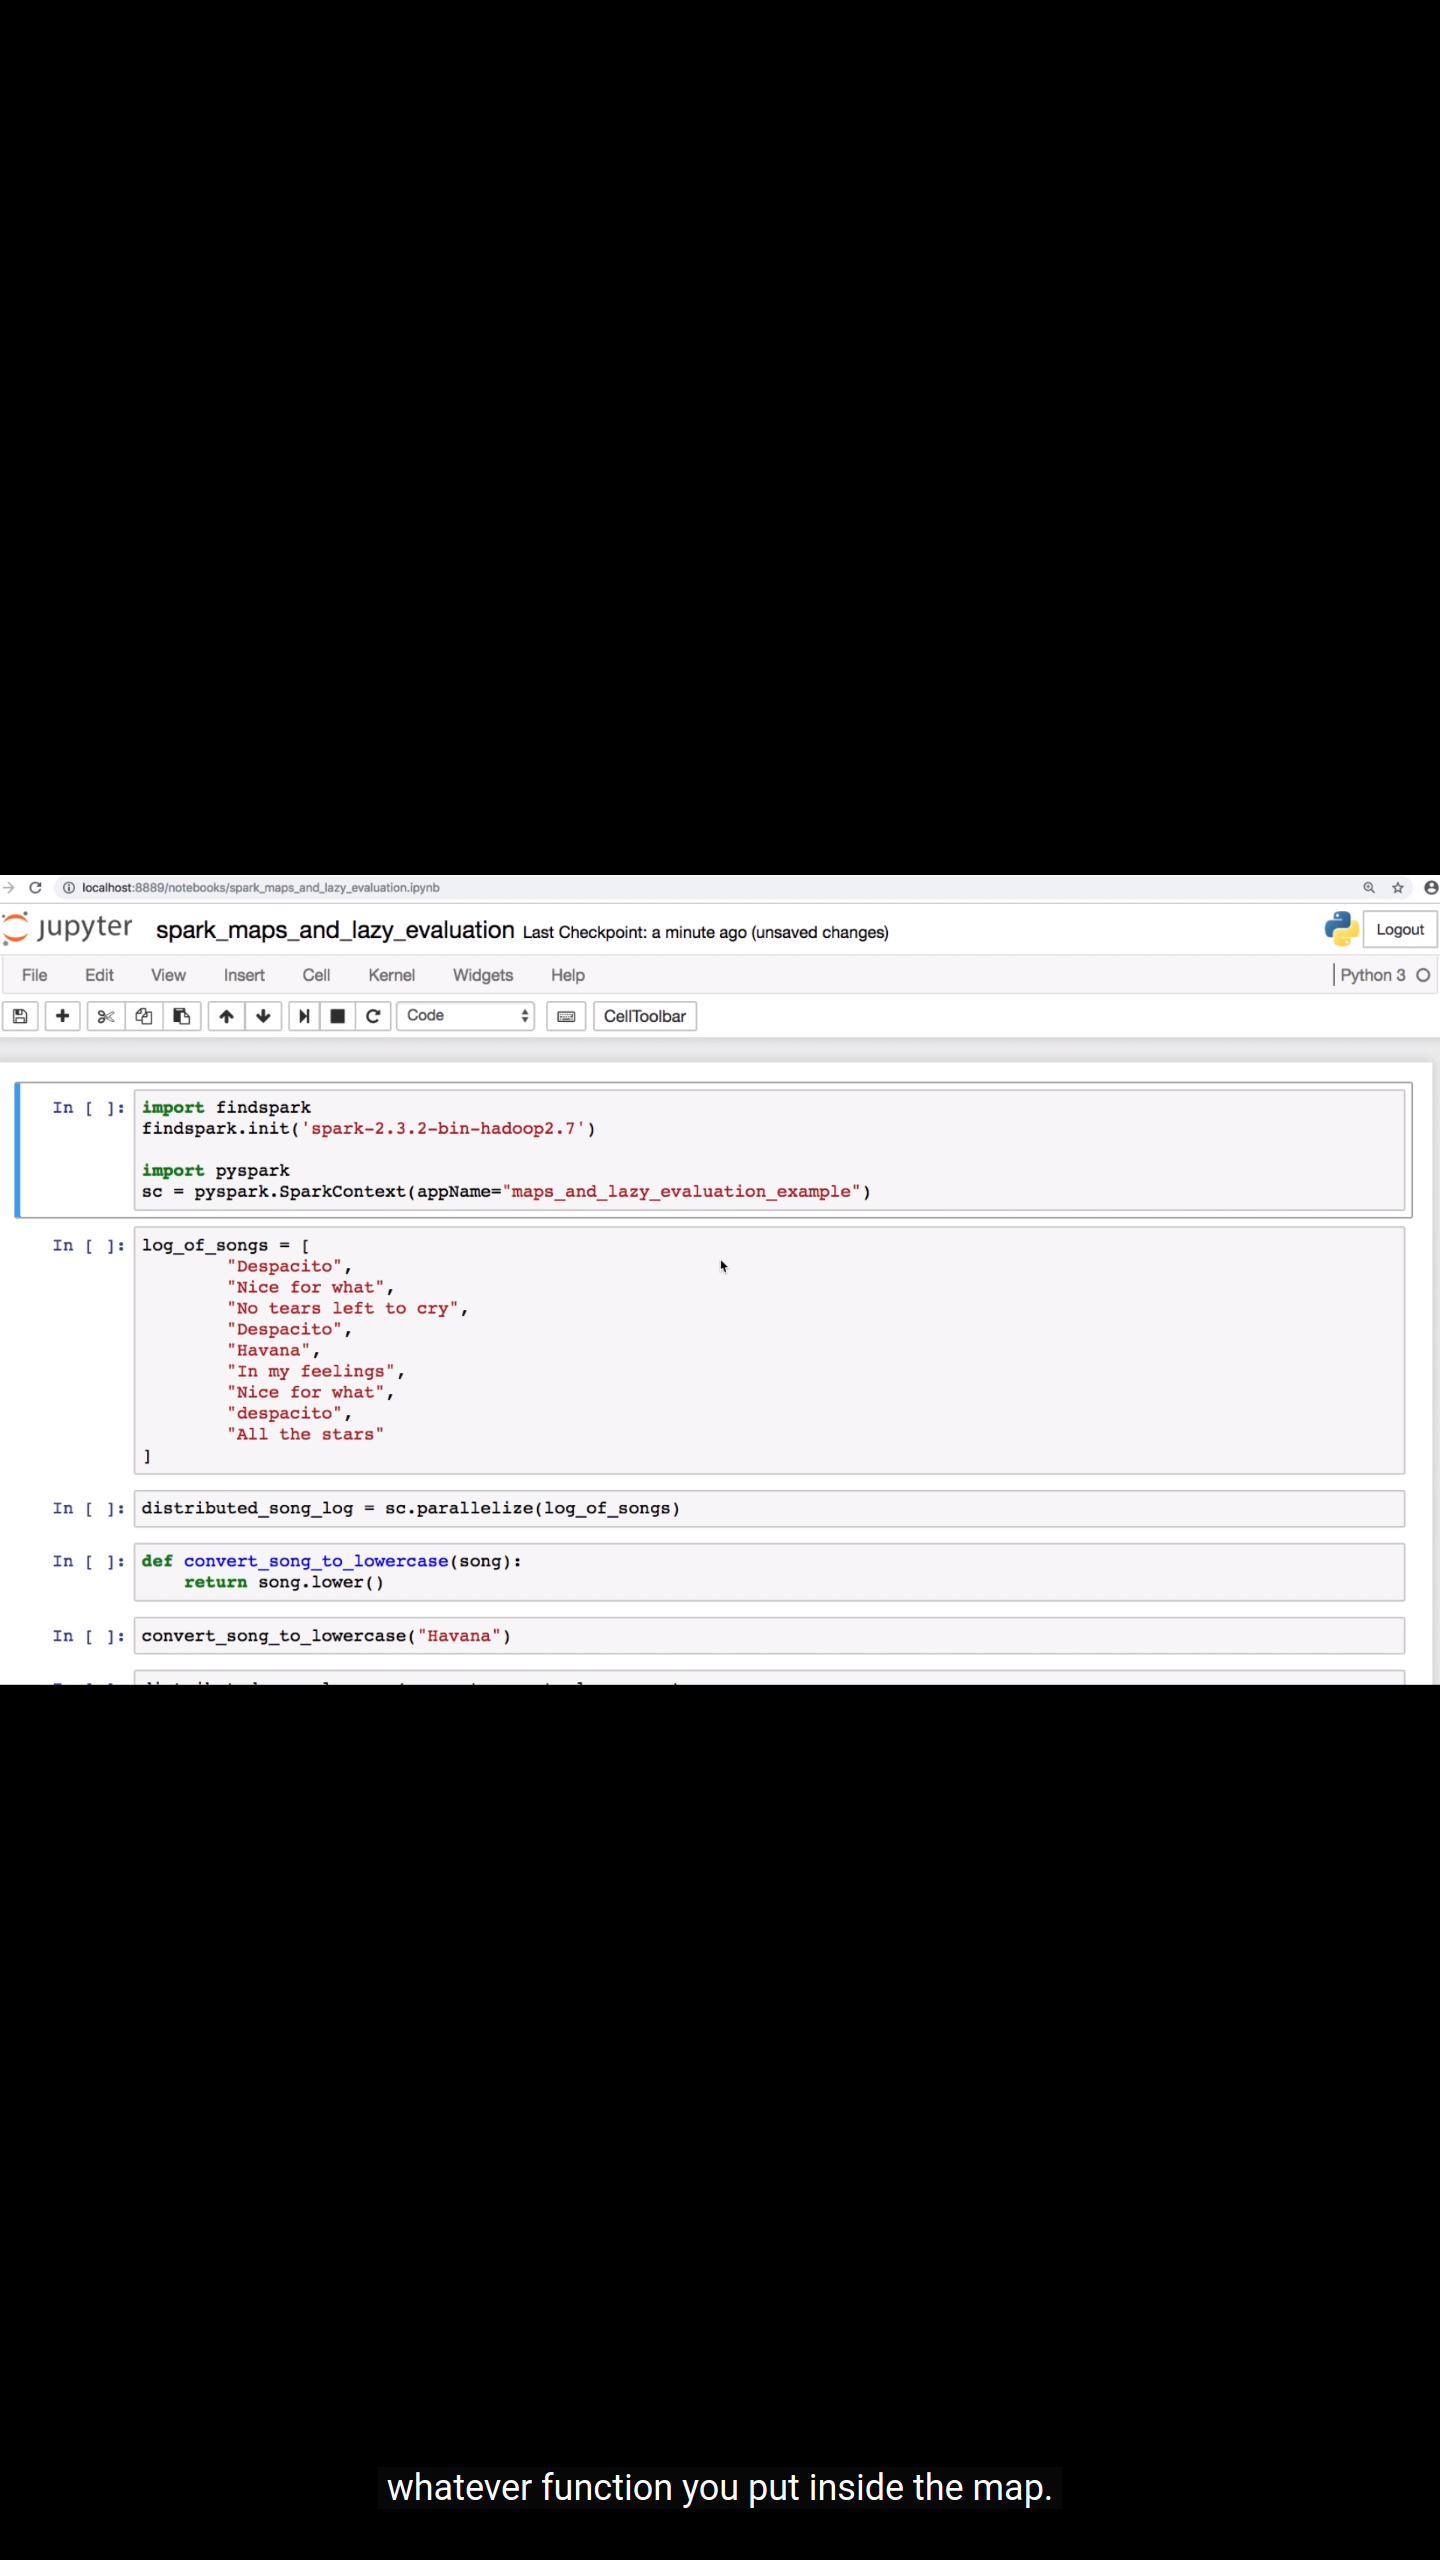 localhost:8889/notebooks/spark_maps_and_lazy_evaluation.ipynb
jupyter spark_maps_and_lazy_evaluation Last Checkpoint: a minute ago (unsaved changes) Logout
File Edit View Insert Cell Kernel Widgets Help Python 3
Code CellToolbar
In [ ]: import findspark
findspark.init('spark-2.3.2-bin-hadoop2.7')
import pyspark
sc = pyspark.SparkContext(appName="maps_and_lazy_evaluation_example")
In [ ]: log_of_songs = [
"Despacito",
"Nice for what",
"No tears left to cry",
"Despacito",
"Havana",
"In my feelings",
"Nice for what",
"despacito",
"All the stars"
]
In [ ]: distributed_song_log = sc.parallelize(log_of_songs)
In [ ]: def convert_song_to_lowercase(song):
return song.lower()
In [ ]: convert_song_to_lowercase("Havana")
whatever function you put inside the map.